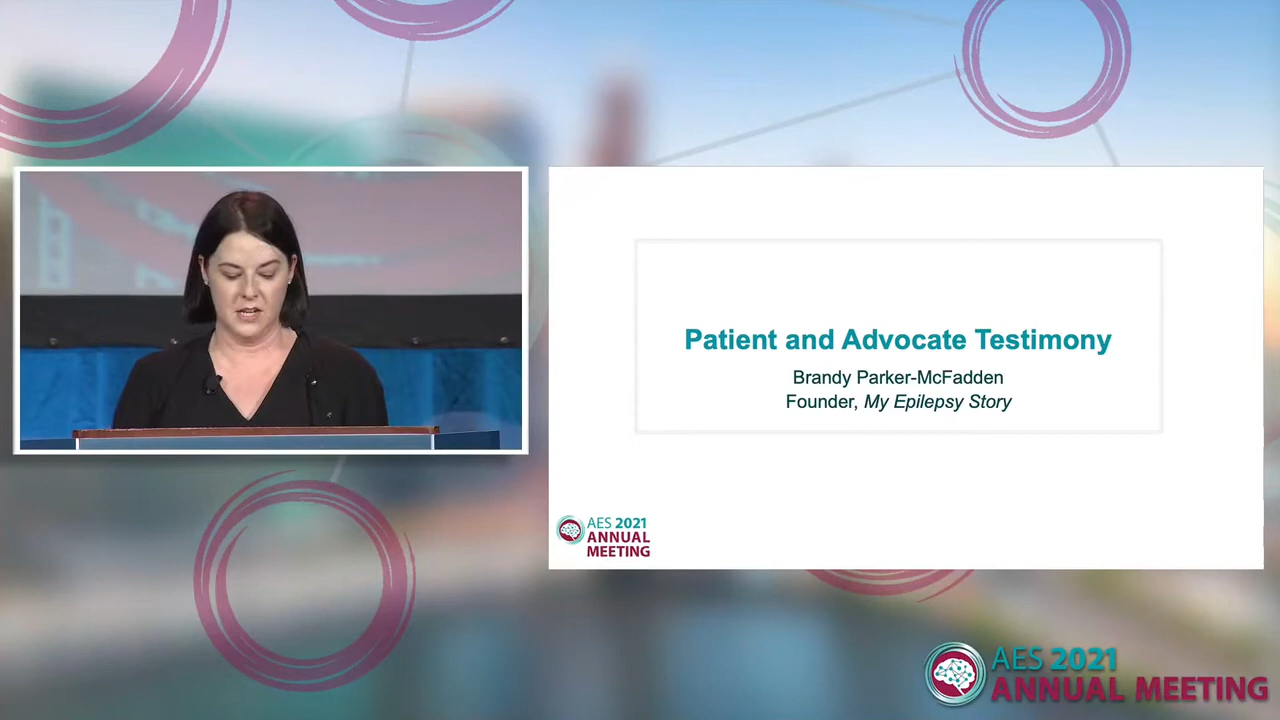 Patient and Advocate Testimony
Brandy Parker-McFadden
Founder, My Epilepsy Story
AES 2021
ANNUAL
MEETING
AES 2021
ANNUAL MEETING